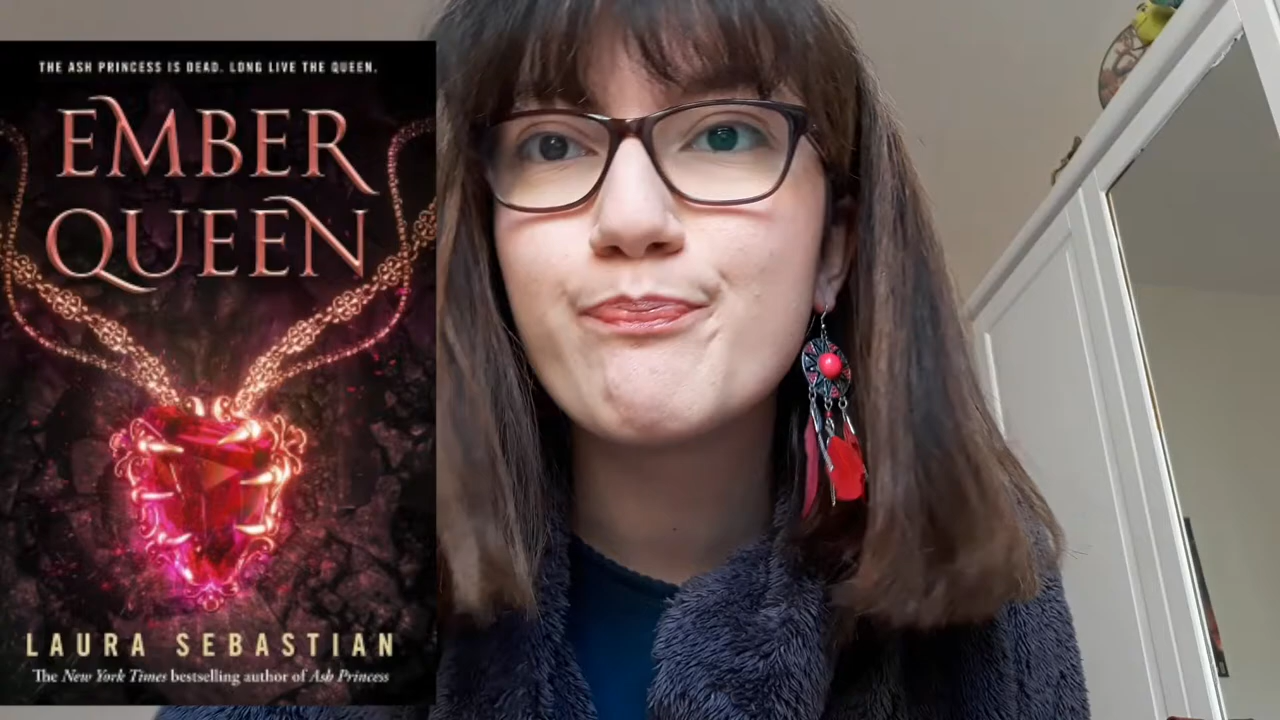 THE ASH PRINCESS IS DEAD. LONG LIVE THE QUEEN.
EMBER
QUEEN
LAURA SEBASTIAN
The New York Times bestselling author of Ash Princess